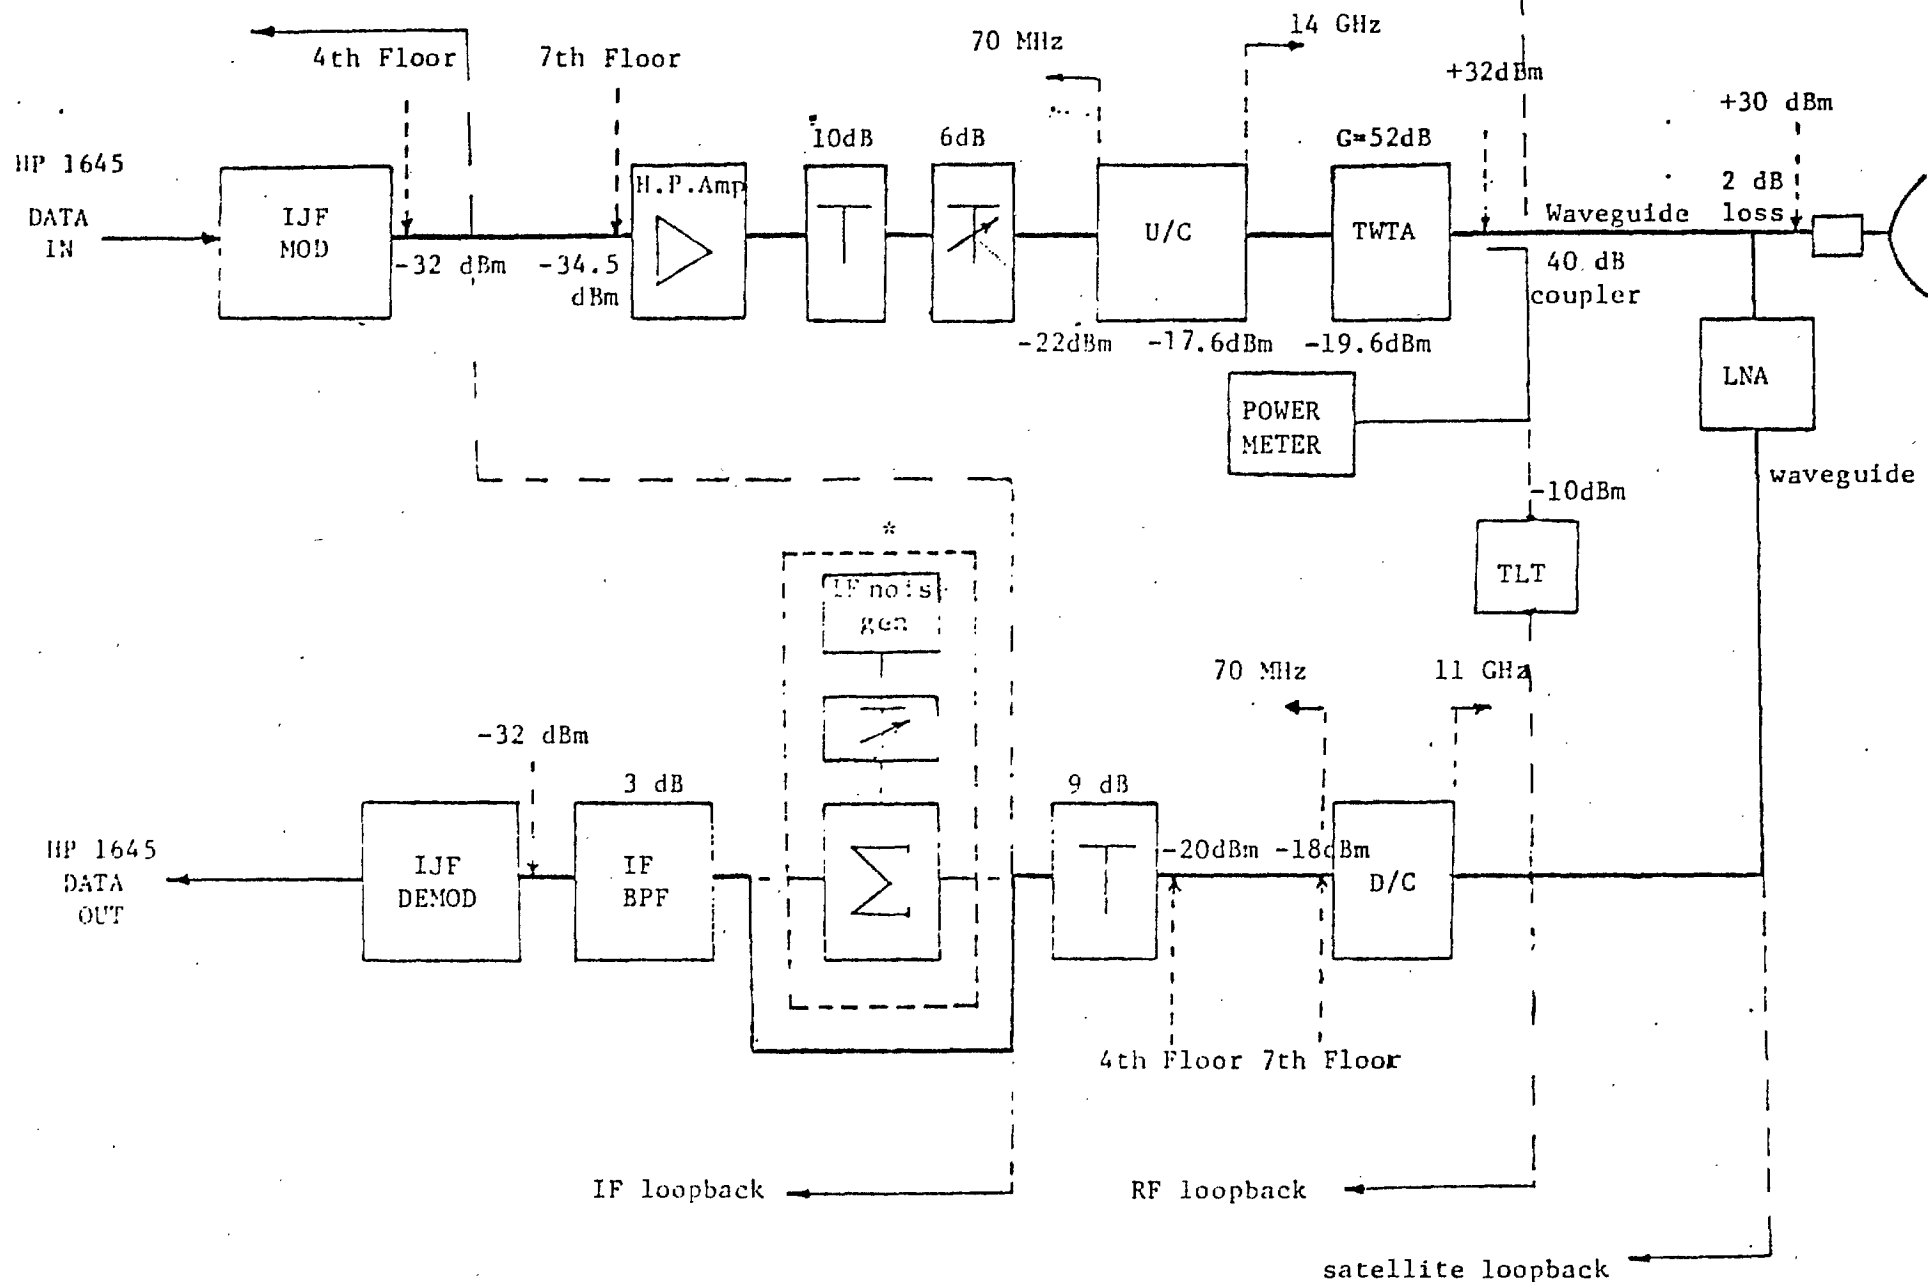 14 GHz
70 MHz
4th Floor
7th Floor
+32dBm
+30 dBm
10dB
6dB
G=52dB
HP 1645
DATA
IN
IJF
MOD
-32 dBm
-34.5
dBm
H.P.Amp
U/C
TWTA
Waveguide
2 dB
loss
40 dB
coupler
-22dBm
-17.6dBm
-19.6dBm
LNA
POWER
METER
waveguide
-10dBm
TLT
*
IF nois
gen
70 MHz
11 GHz
-32 dBm
3 dB
9 dB
HP 1645
DATA
OUT
IJF
DEMOD
IF
BPF
Σ
-20dBm
-18dBm
D/C
4th Floor
7th Floor
IF loopback
RF loopback
satellite loopback